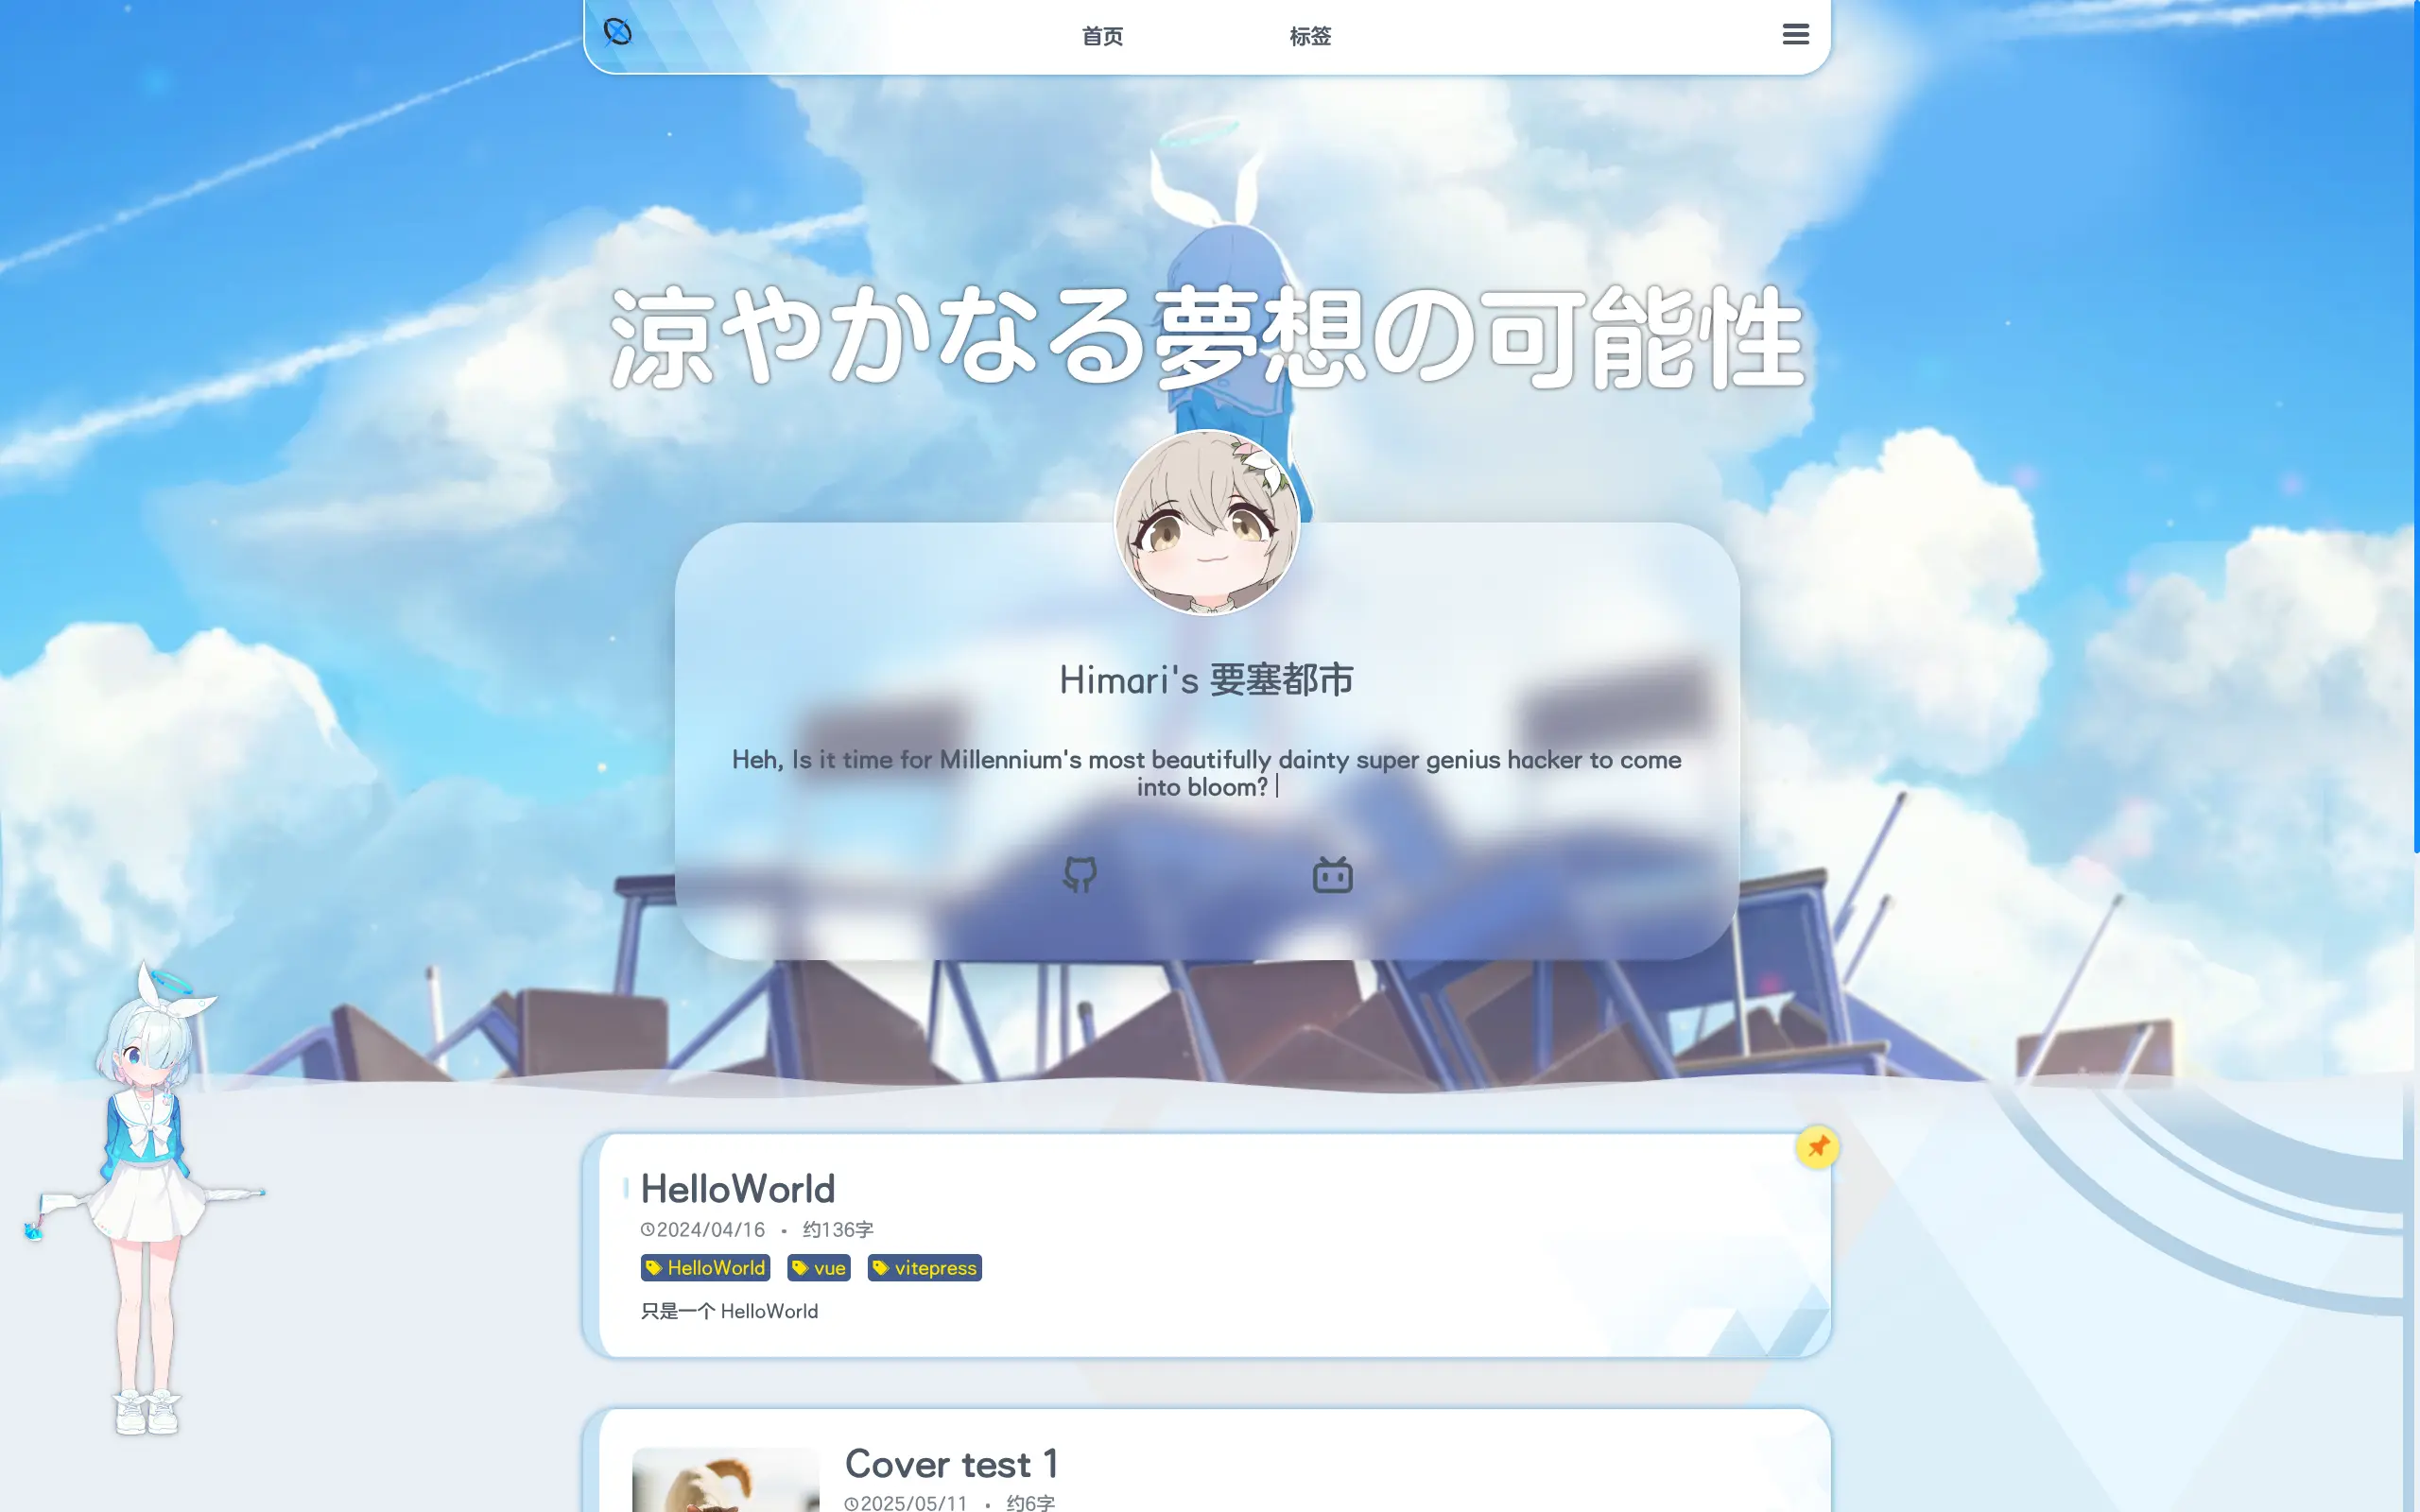 首页 标签
涼やかなる夢想の可能性
Himari's 要塞都市
Heh, Is it time for Millennium's most beautifully dainty super genius hacker to come
into bloom? |
HelloWorld
2024/04/16 • 约136字
HelloWorld vue vitepress
只是一个 HelloWorld
Cover test 1
2025/05/11 • 约6字